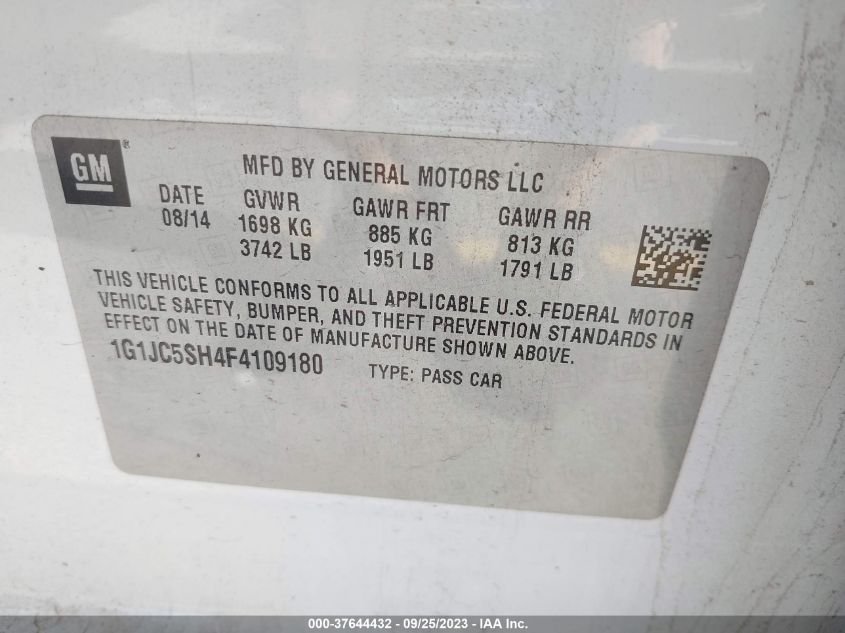 GM®
MFD BY GENERAL MOTORS LLC
DATE GVWR GAWR FRT GAWR RR
08/14 1698 KG 885 KG 813 KG
3742 LB 1951 LB 1791 LB
THIS VEHICLE CONFORMS TO ALL APPLICABLE U.S. FEDERAL MOTOR
VEHICLE SAFETY, BUMPER, AND THEFT PREVENTION STANDARDS IN
EFFECT ON THE DATE OF MANUFACTURE SHOWN ABOVE.
1G1JC5SH4F4109180 TYPE: PASS CAR
000-37644432 - 09/25/2023 - IAA Inc.